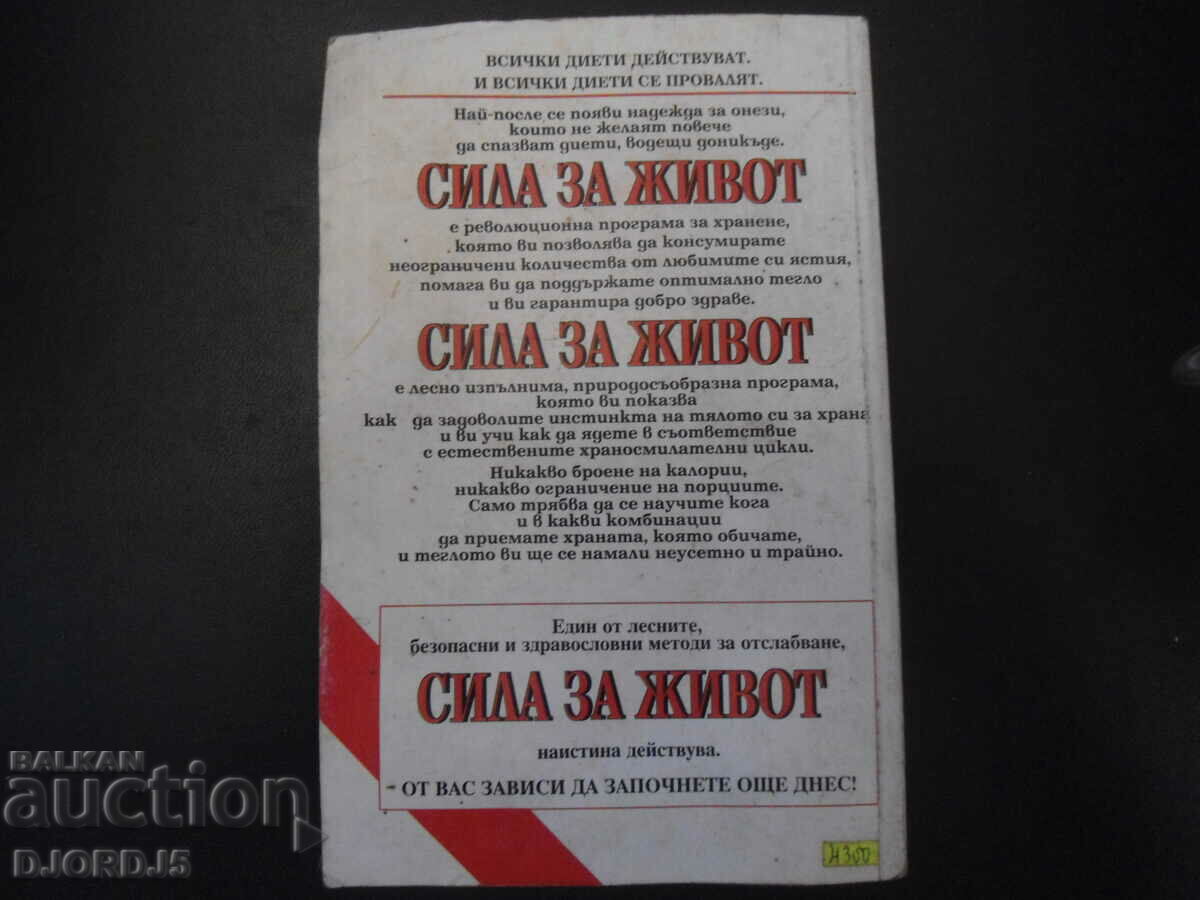 ВСИЧКИ ДИЕТИ ДЕЙСТВУВАТ.
И ВСИЧКИ ДИЕТИ СЕ ПРОВАЛЯТ.
Най-после се появи надежда за онези,
които не желаят повече
да спазват диети, водещи доникъде.
СИЛА ЗА ЖИВОТ
е революционна програма за хранене,
която ви позволява да консумирате
неограничени количества от любимите си ястия,
помага ви да поддържате оптимално тегло
и ви гарантира добро здраве.
СИЛА ЗА ЖИВОТ
е лесно изпълнима, природосъобразна програма,
която ви показва
как да задоволите инстинкта на тялото си за храна
и ви учи как да ядете в съответствие
с естествените храносмилателни цикли.
Никакво броене на калории,
никакво ограничение на порциите.
Само трябва да се научите кога
и в какви комбинации
да приемате храната, която обичате,
и теглото ви ще се намали неусетно и трайно.
Един от лесните,
безопасни и здравословни методи за отслабване,
СИЛА ЗА ЖИВОТ
наистина действува.
- ОТ ВАС ЗАВИСИ ДА ЗАПОЧНЕТЕ ОЩЕ ДНЕС!
4300
BALKAN
auction
DJORDJ5